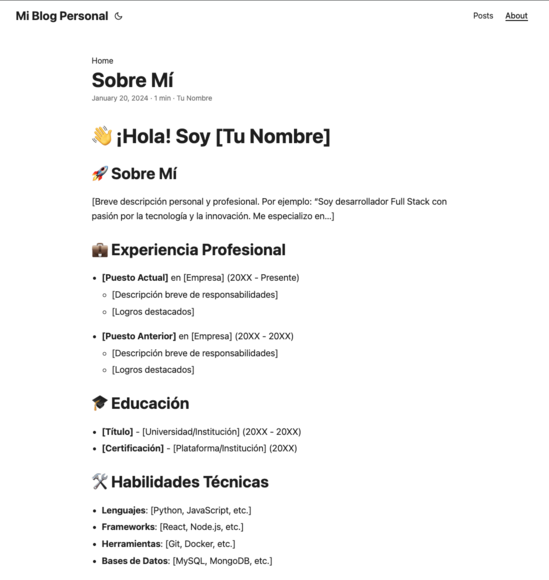 Mi Blog Personal
Posts
About
Home
Sobre Mí
January 20, 2024 · 1 min · Tu Nombre
👋 ¡Hola! Soy [Tu Nombre]
🚀 Sobre Mí
[Breve descripción personal y profesional. Por ejemplo: “Soy desarrollador Full Stack con
pasión por la tecnología y la innovación. Me especializo en…]
💼 Experiencia Profesional
• [Puesto Actual] en [Empresa] (20XX - Presente)
◦ [Descripción breve de responsabilidades]
◦ [Logros destacados]
• [Puesto Anterior] en [Empresa] (20XX - 20XX)
◦ [Descripción breve de responsabilidades]
◦ [Logros destacados]
🎓 Educación
• [Título] - [Universidad/Institución] (20XX - 20XX)
• [Certificación] - [Plataforma/Institución] (20XX)
🛠️ Habilidades Técnicas
• Lenguajes: [Python, JavaScript, etc.]
• Frameworks: [React, Node.js, etc.]
• Herramientas: [Git, Docker, etc.]
• Bases de Datos: [MySQL, MongoDB, etc.]